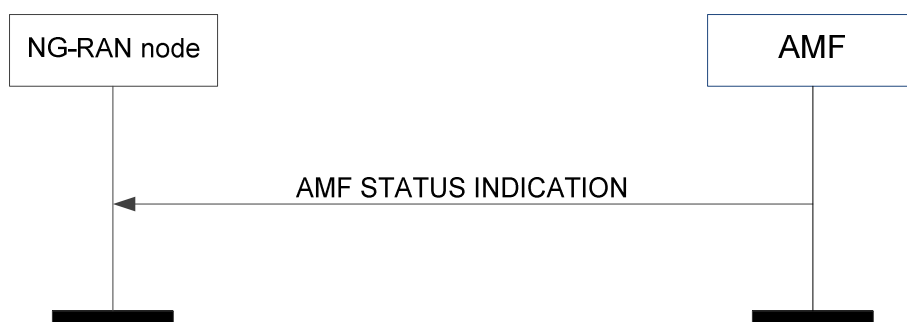 NG-RAN node
AMF
AMF STATUS INDICATION